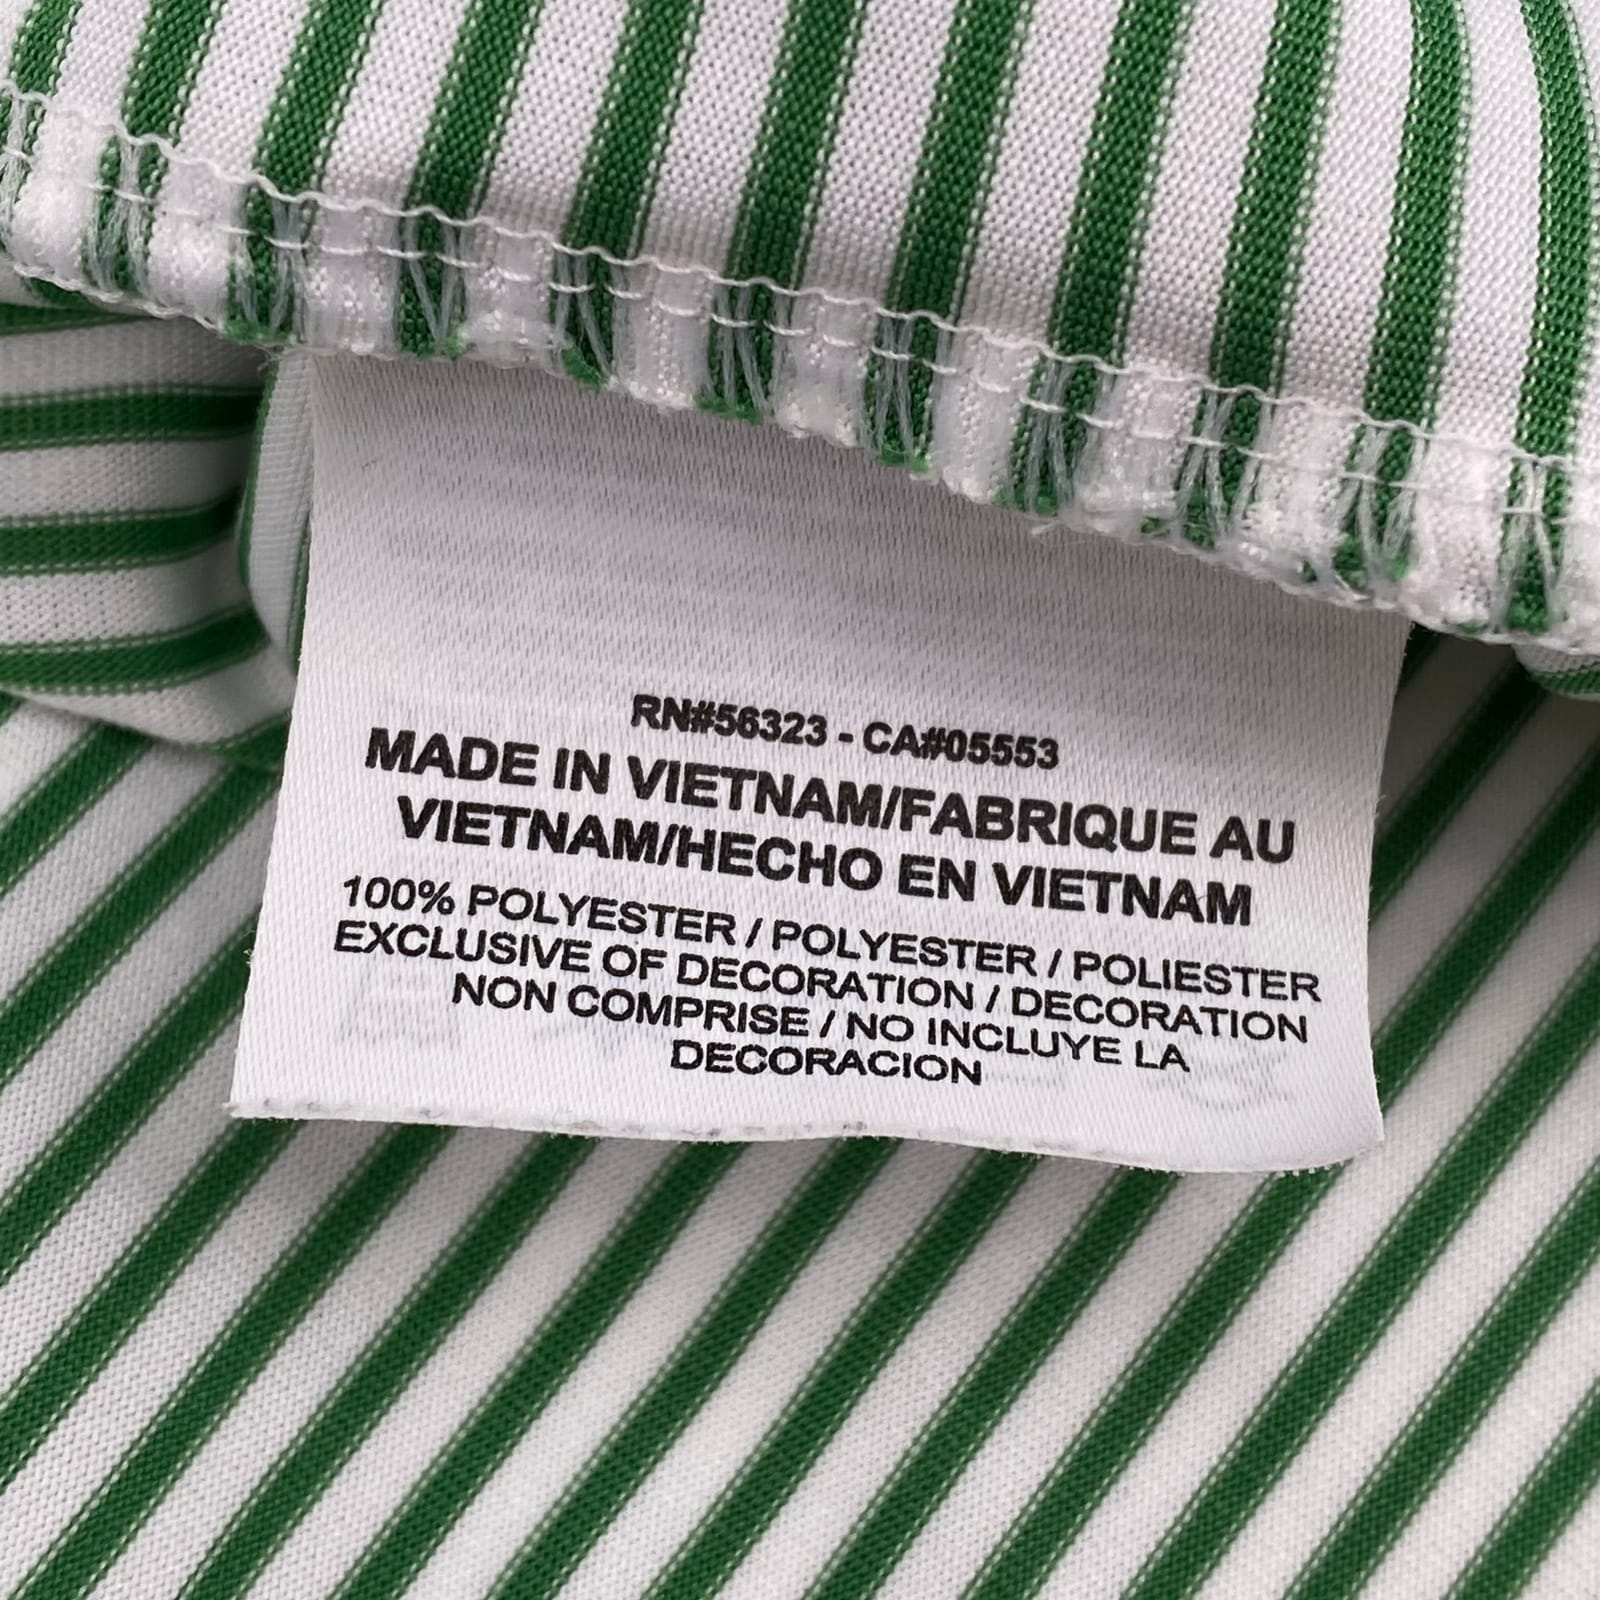 RN#56323 - CA#05553
MADE IN VIETNAM/FABRIQUE AU
VIETNAM/HECHO EN VIETNAM
100% POLYESTER / POLYESTER / POLIESTER
EXCLUSIVE OF DECORATION / DECORATION
NON COMPRISE / NO INCLUYE LA
DECORACION